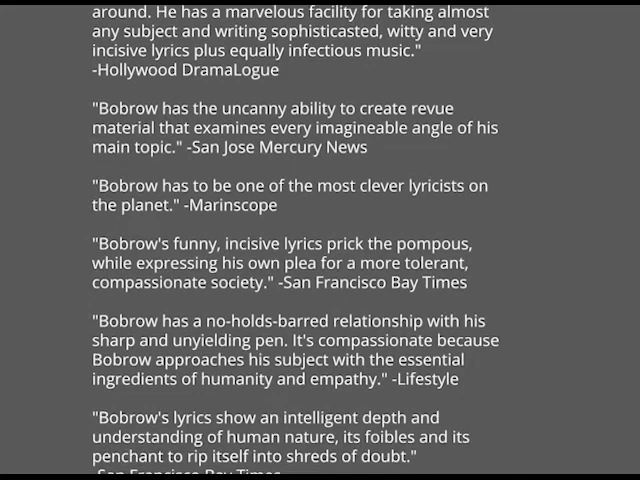 around. He has a marvelous facility for taking almost
any subject and writing sophisticasted, witty and very
incisive lyrics plus equally infectious music."
-Hollywood DramaLogue
"Bobrow has the uncanny ability to create revue
material that examines every imagineable angle of his
main topic." -San Jose Mercury News
"Bobrow has to be one of the most clever lyricists on
the planet." -Marinscope
"Bobrow's funny, incisive lyrics prick the pompous,
while expressing his own plea for a more tolerant,
compassionate society." -San Francisco Bay Times
"Bobrow has a no-holds-barred relationship with his
sharp and unyielding pen. It's compassionate because
Bobrow approaches his subject with the essential
ingredients of humanity and empathy." -Lifestyle
"Bobrow's lyrics show an intelligent depth and
understanding of human nature, its foibles and its
penchant to rip itself into shreds of doubt."
-San Francisco Bay Times